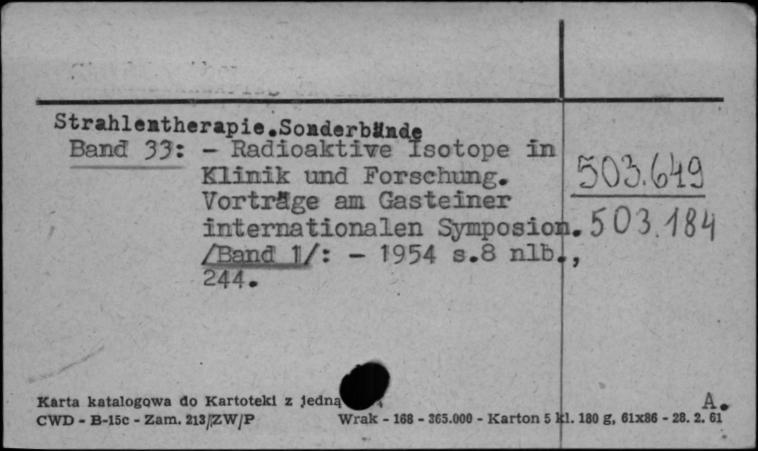 Strahlentherapie.Sonderbände
Band 33: - Radioaktive Isotope in
Klinik und Forschung.
503.649
Vorträge am Gasteiner
internationalen Symposion.
503.184
/Band 1/: - 1954 s.8 nlb.,
244.
Karta katalogowa do Kartoteki z jedną
A.
CWD - B-15c - Zam. 213/ZW/P Wrak - 168 - 365.000 - Karton 5 kl. 180 g, 61x86 - 28. 2. 61